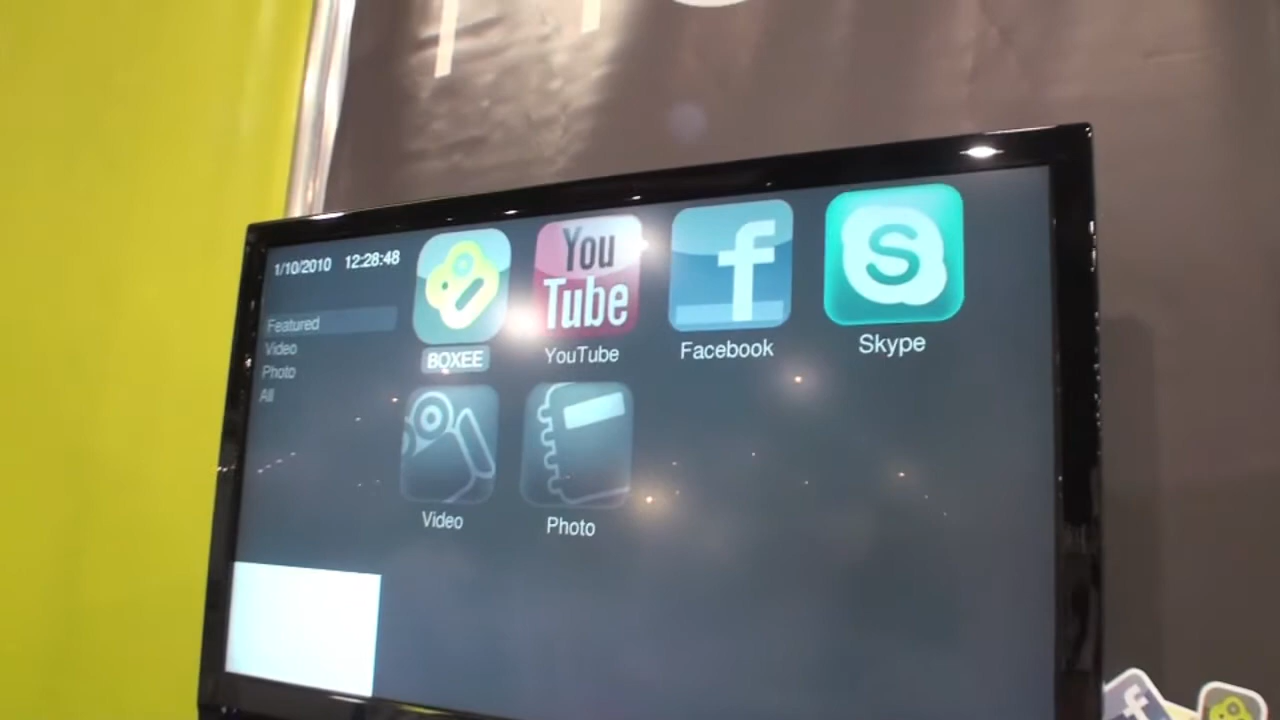 1/10/2010 12:28:48
Featured
Video
Photo
All
BOXEE
You
Tube
YouTube
f
Facebook
S
Skype
Video
Photo
f